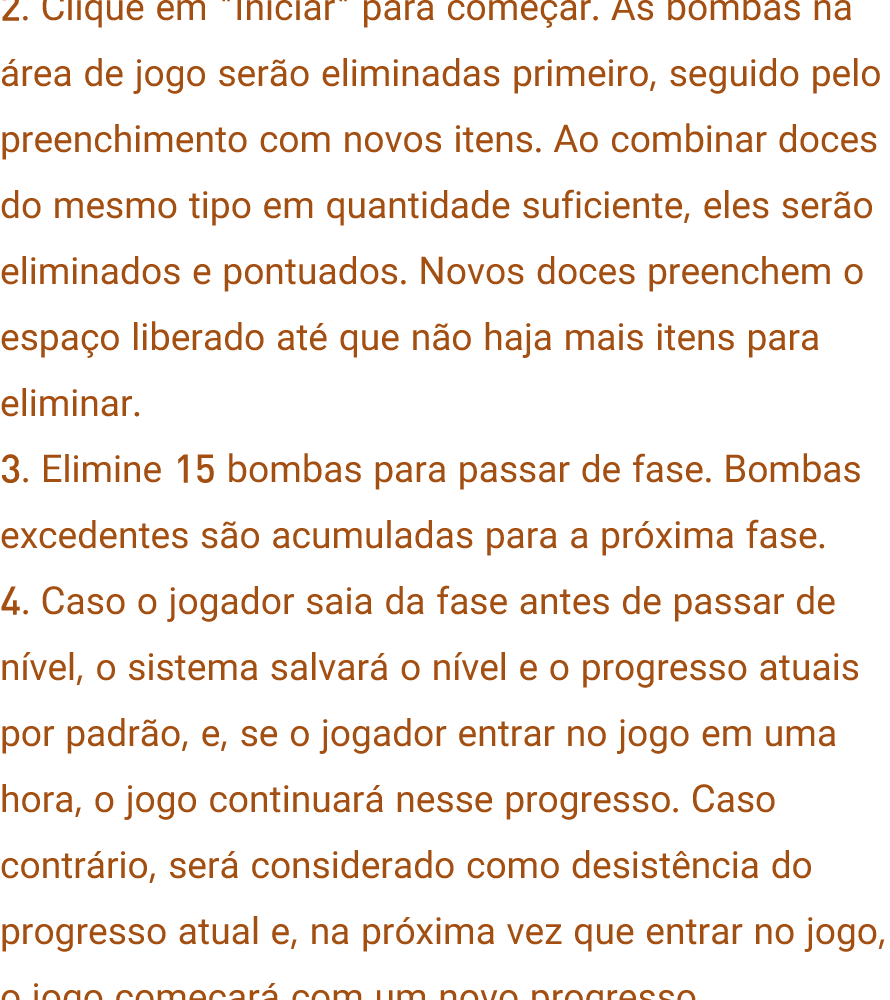 2. Clique em "Iniciar" para começar. As bombas na
área de jogo serão eliminadas primeiro, seguido pelo
preenchimento com novos itens. Ao combinar doces
do mesmo tipo em quantidade suficiente, eles serão
eliminados e pontuados. Novos doces preenchem o
espaço liberado até que não haja mais itens para
eliminar.
3. Elimine 15 bombas para passar de fase. Bombas
excedentes são acumuladas para a próxima fase.
4. Caso o jogador saia da fase antes de passar de
nível, o sistema salvará o nível e o progresso atuais
por padrão, e, se o jogador entrar no jogo em uma
hora, o jogo continuará nesse progresso. Caso
contrário, será considerado como desistência do
progresso atual e, na próxima vez que entrar no jogo,
o jogo começará com um novo progresso.